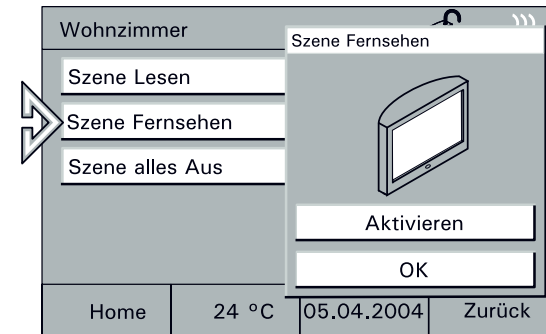 Wohnzimmer
Szene Lesen
Szene Fernsehen
Szene alles Aus
Szene Fernsehen
Aktivieren
OK
Home
24 °C
05.04.2004
Zurück